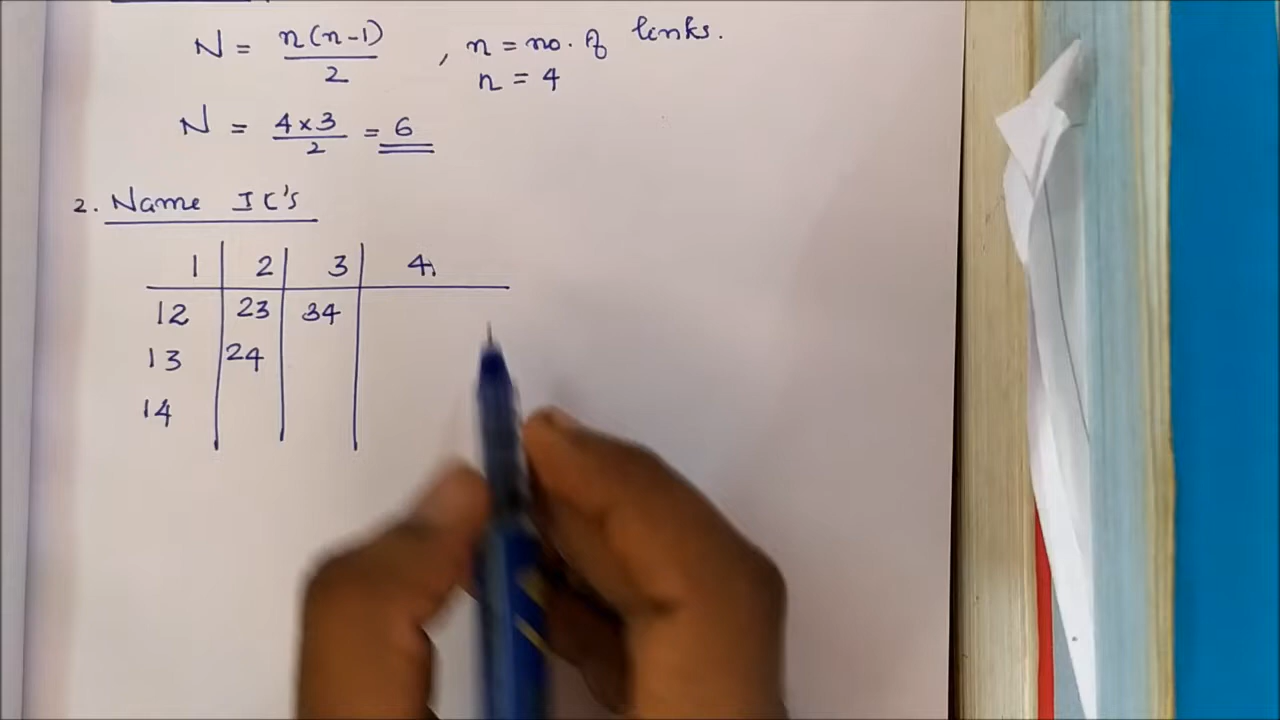 N = n(n-1)/2 , n = no. of links.
n = 4
N = 4×3/2 = 6
2. Name IC's
1 2 3 4
12 23 34
13 24
14